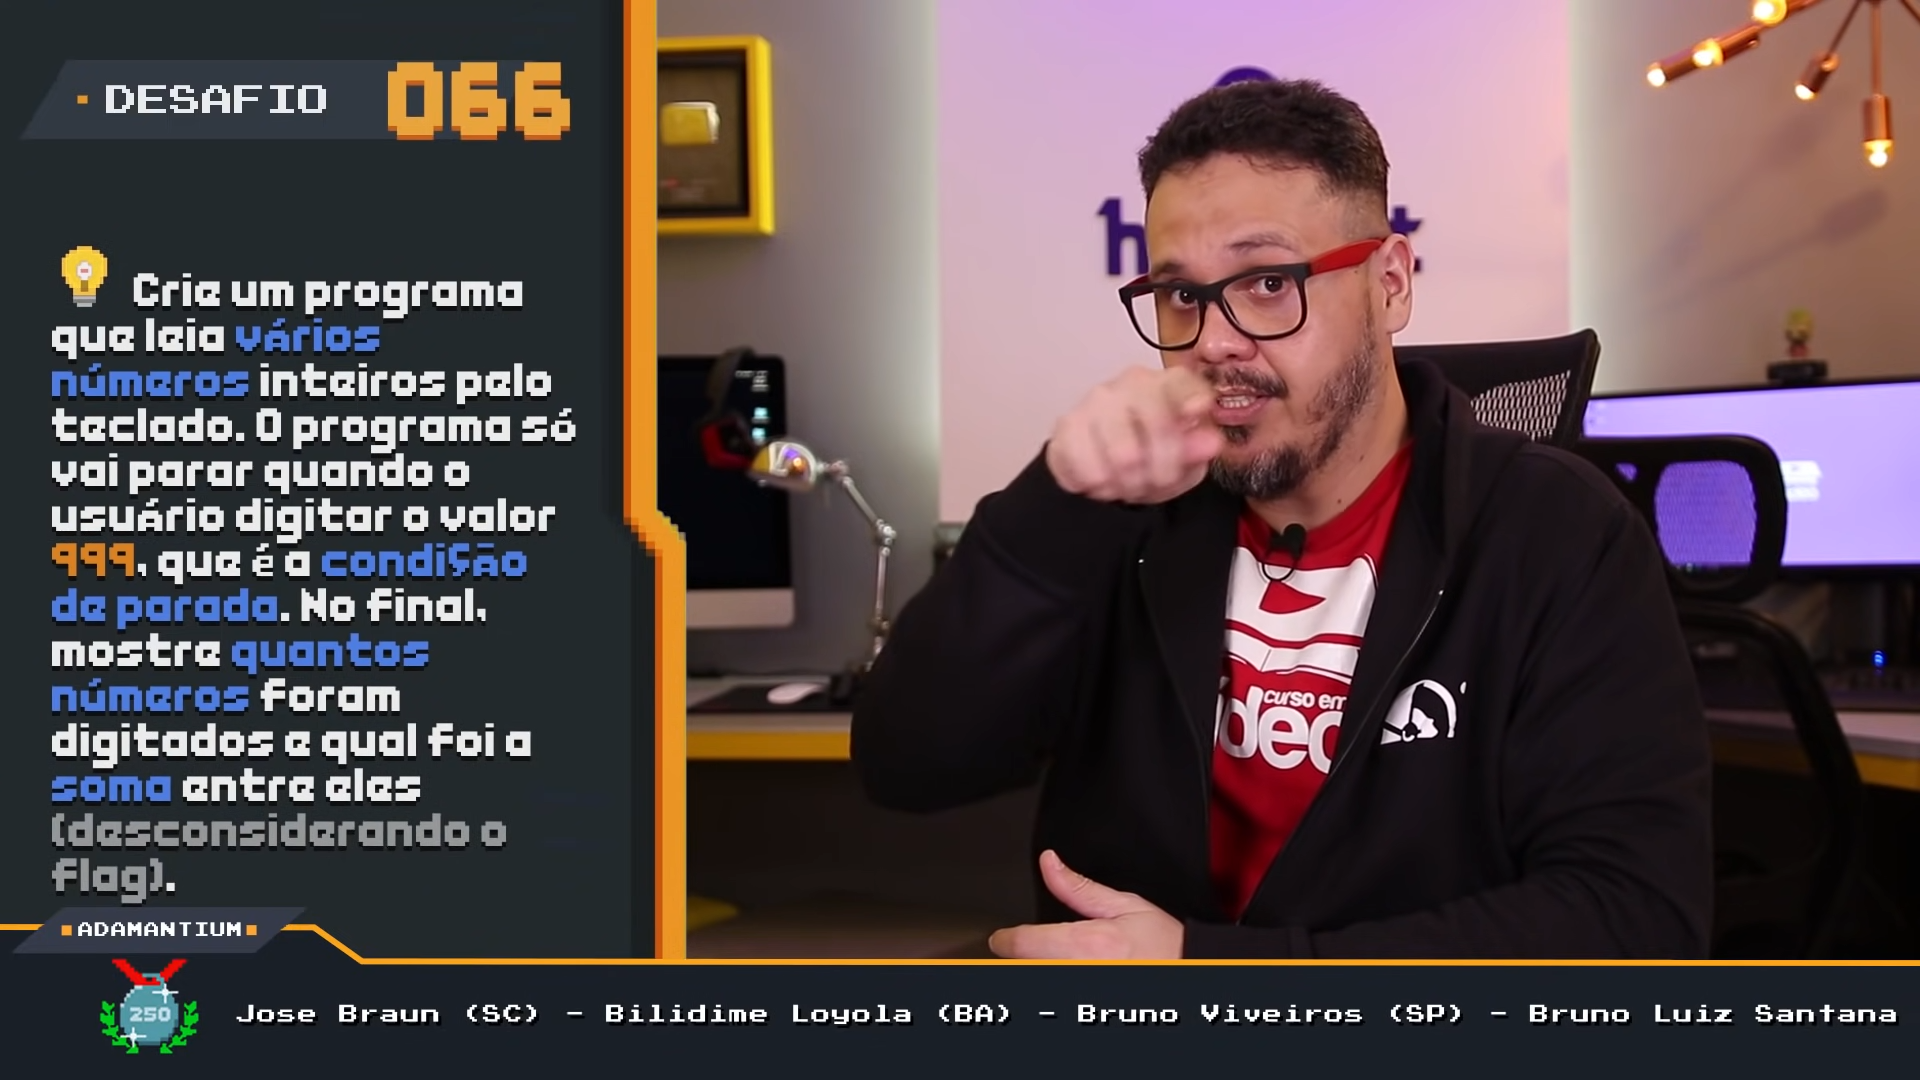 DESAFIO 066
Crie um programa
que leia vários
números inteiros pelo
teclado. O programa só
vai parar quando o
usuário digitar o valor
999, que é a condição
de parada. No final,
mostre quantos
números foram
digitados e qual foi a
soma entre eles
(desconsiderando o
flag).
curso em
ADAMANTIUM
250
Jose Braun (SC) - Bilidime Loyola (BA) - Bruno Viveiros (SP) - Bruno Luiz Santana